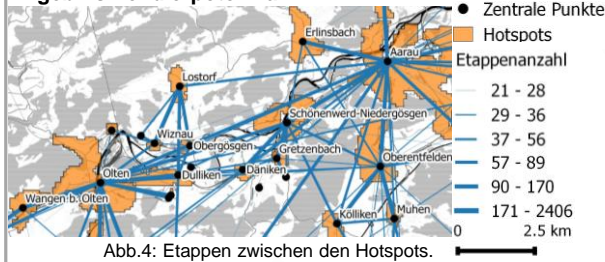 Erlinsbach
Aarau
Lostorf
Schönenwerd-Niedergösgen
Wiznau
Obergösgen
Gretzenbach
Oberentfelden
Olten
Dulliken
Däniken
Wangen b. Olten
Kölliken
Muhen
Zentrale Punkte
Hotspots
Etappenanzahl
21 - 28
29 - 36
37 - 56
57 - 89
90 - 170
171 - 2406
0 2.5 km
Abb.4: Etappen zwischen den Hotspots.